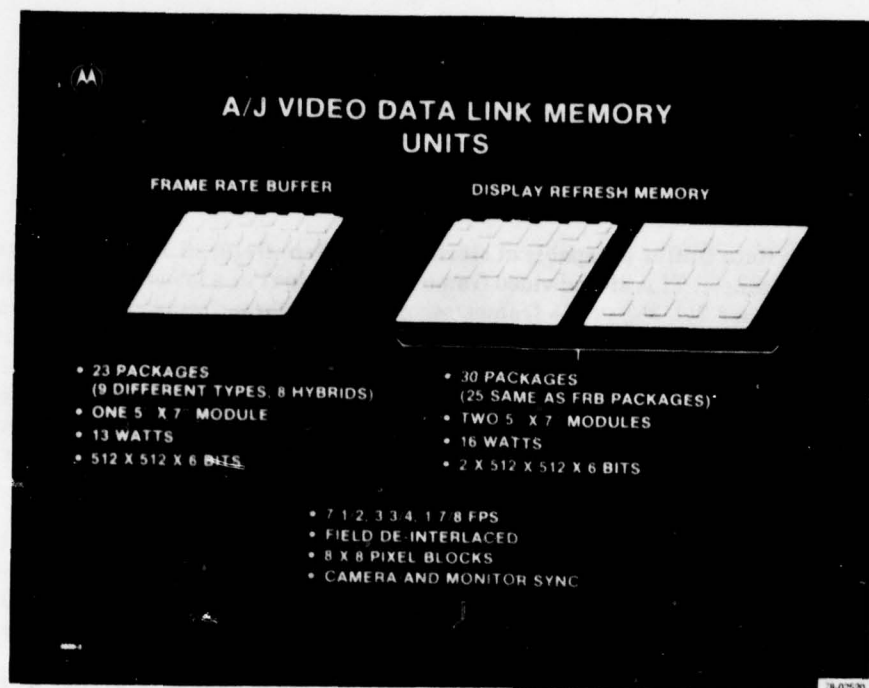 A/J VIDEO DATA LINK MEMORY
UNITS
FRAME RATE BUFFER
DISPLAY REFRESH MEMORY
• 23 PACKAGES
(9 DIFFERENT TYPES, 8 HYBRIDS)
• ONE 5 X 7 MODULE
• 13 WATTS
• 512 X 512 X 6 BITS
• 30 PACKAGES
(25 SAME AS FRB PACKAGES)
• TWO 5 X 7 MODULES
• 16 WATTS
• 2 X 512 X 512 X 6 BITS
• 7 1/2, 3 3/4, 1 7/8 FPS
• FIELD DE-INTERLACED
• 8 X 8 PIXEL BLOCKS
• CAMERA AND MONITOR SYNC